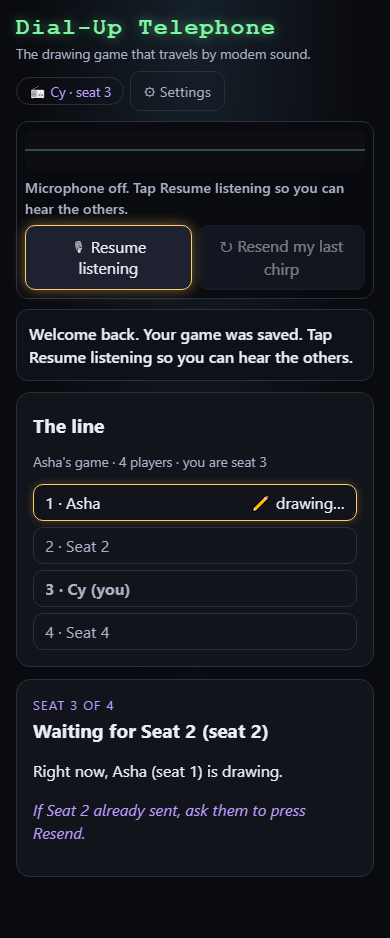 Dial-Up Telephone
The drawing game that travels by modem sound.
📻 Cy · seat 3
⚙ Settings
Microphone off. Tap Resume listening so you can
hear the others.
🎙 Resume
listening
↻ Resend my last
chirp
Welcome back. Your game was saved. Tap
Resume listening so you can hear the others.
The line
Asha's game · 4 players · you are seat 3
1 · Asha ✏️ drawing...
2 · Seat 2
3 · Cy (you)
4 · Seat 4
SEAT 3 OF 4
Waiting for Seat 2 (seat 2)
Right now, Asha (seat 1) is drawing.
If Seat 2 already sent, ask them to press
Resend.